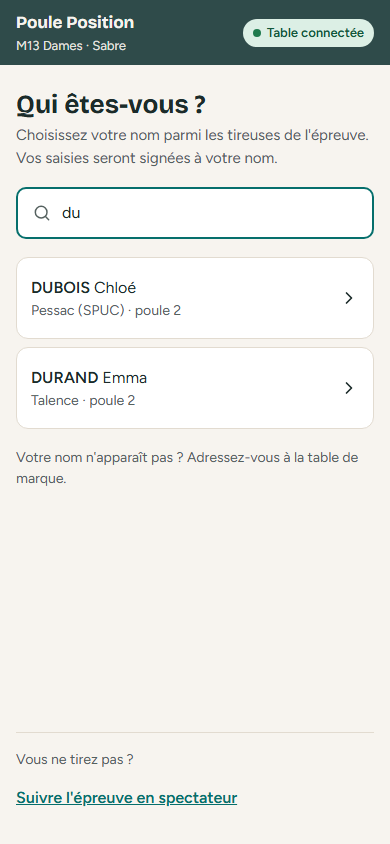 Poule Position
M13 Dames · Sabre
Table connectée
Qui êtes-vous ?
Choisissez votre nom parmi les tireuses de l'épreuve.
Vos saisies seront signées à votre nom.
du
DUBOIS Chloé
Pessac (SPUC) · poule 2
DURAND Emma
Talence · poule 2
Votre nom n'apparaît pas ? Adressez-vous à la table de
marque.
Vous ne tirez pas ?
Suivre l'épreuve en spectateur